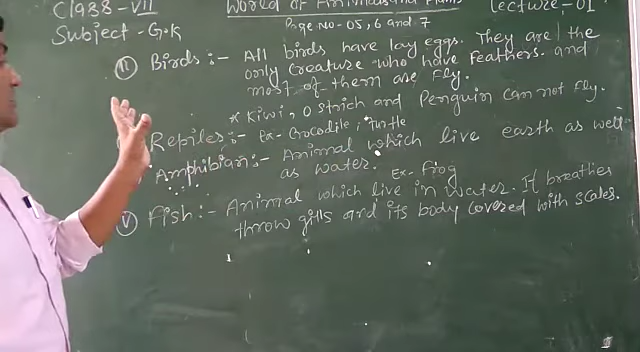 Class - VII
World of Animals and Plants
Lecture - 01
Subject - G.K
Page No - 05, 6 and 7
(II) Birds :- All birds have lay eggs. They are the
only creature who have feathers. and
most of them are fly.
* Kiwi, Ostrich and Penguin can not fly.
Reptiles :- Ex - Crocodile, Turtle
Amphibian :- Animal which live earth as well
as water. Ex - frog
(V) Fish :- Animal which live in water. It breathes
throw gills and its body covered with scales.